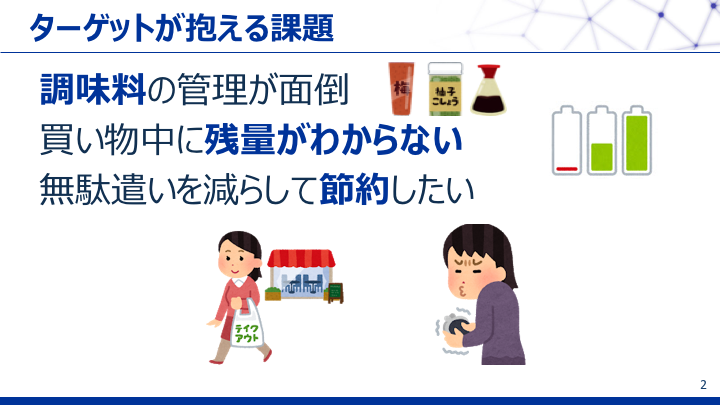 ターゲットが抱える課題
調味料の管理が面倒
梅
柚子
こしょう
買い物中に残量がわからない
無駄遣いを減らして節約したい
テイク
アウト
2